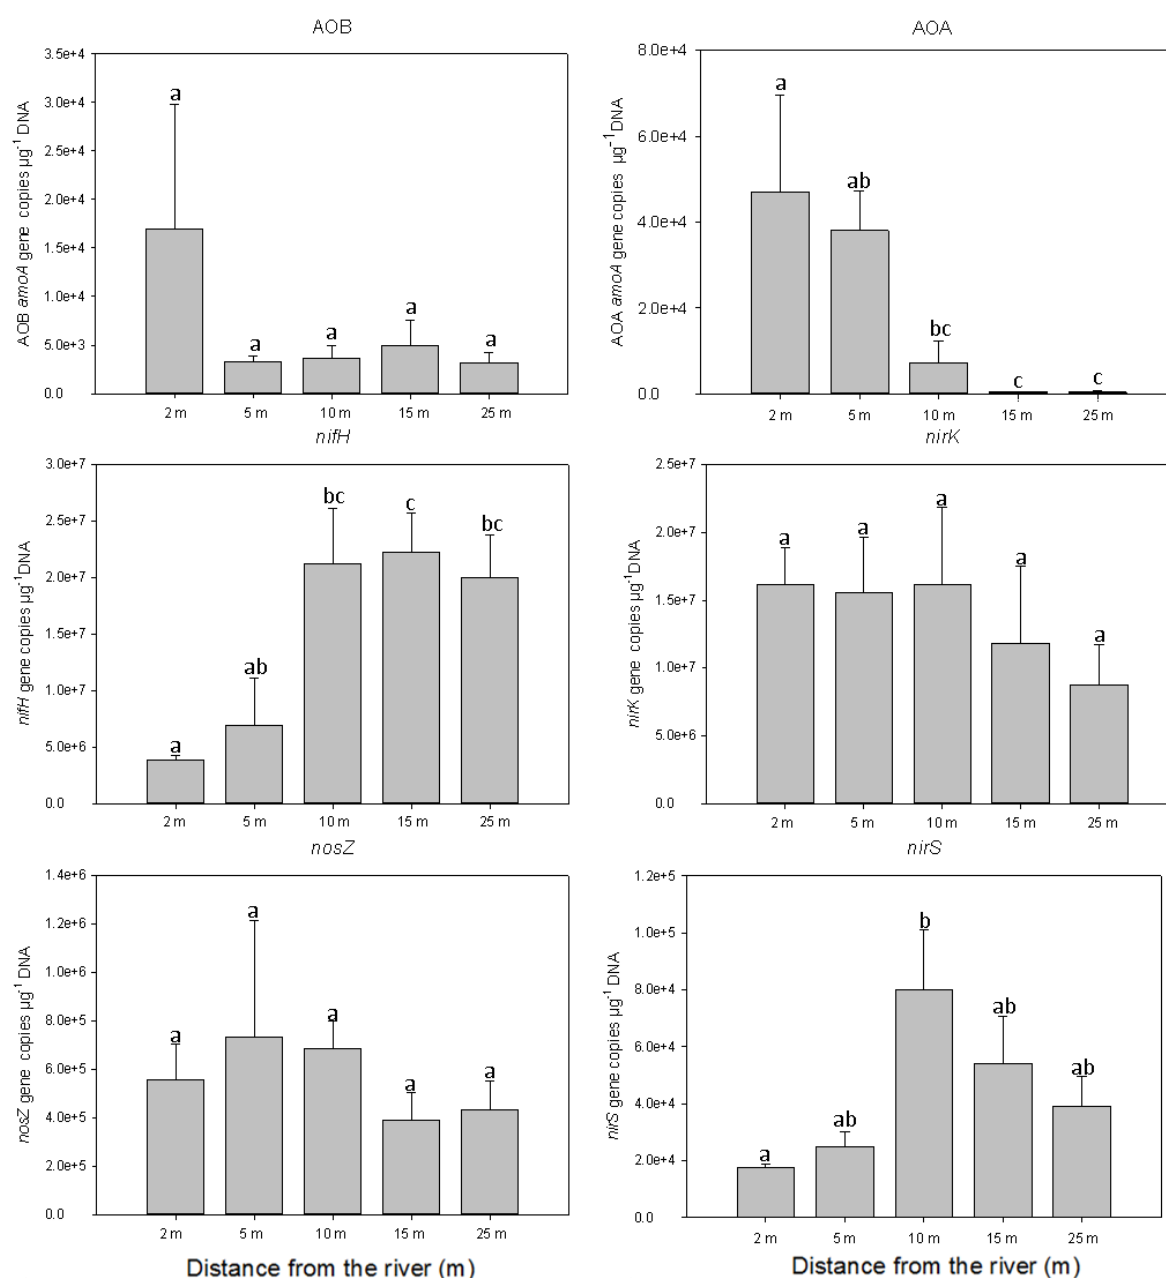 AOB
AOB amoA gene copies µg⁻¹ DNA
3.5e+4
3.0e+4
2.5e+4
2.0e+4
1.5e+4
1.0e+4
5.0e+3
0.0
a a a a a
2 m 5 m 10 m 15 m 25 m
AOA
AOA amoA gene copies µg⁻¹DNA
8.0e+4
6.0e+4
4.0e+4
2.0e+4
0.0
a ab bc c c
2 m 5 m 10 m 15 m 25 m
nifH
nifH gene copies µg⁻¹DNA
3.0e+7
2.5e+7
2.0e+7
1.5e+7
1.0e+7
5.0e+6
0.0
a ab bc c bc
2 m 5 m 10 m 15 m 25 m
nirK
nirK gene copies µg⁻¹DNA
2.5e+7
2.0e+7
1.5e+7
1.0e+7
5.0e+6
0.0
a a a a a
2 m 5 m 10 m 15 m 25 m
nosZ
nosZ gene copies µg⁻¹ DNA
1.4e+6
1.2e+6
1.0e+6
8.0e+5
6.0e+5
4.0e+5
2.0e+5
0.0
a a a a a
2 m 5 m 10 m 15 m 25 m
Distance from the river (m)
nirS
nirS gene copies µg⁻¹ DNA
1.2e+5
1.0e+5
8.0e+4
6.0e+4
4.0e+4
2.0e+4
0.0
a ab b ab ab
2 m 5 m 10 m 15 m 25 m
Distance from the river (m)